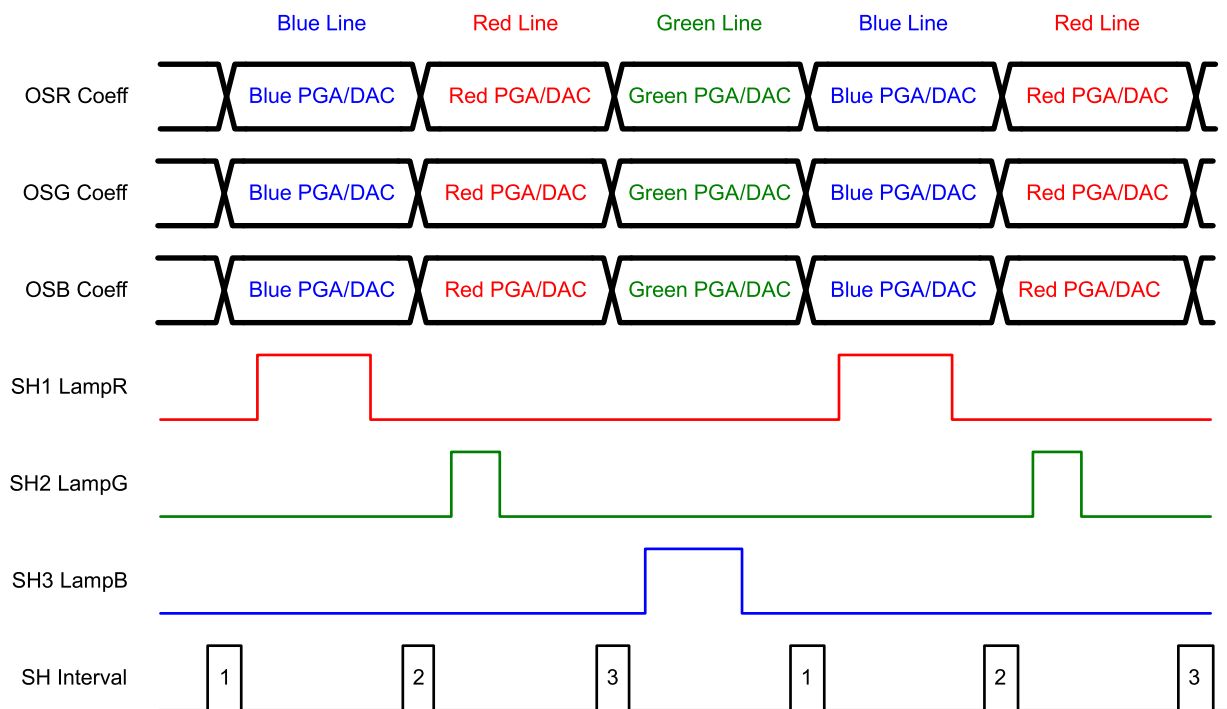 Blue Line Red Line Green Line Blue Line Red Line
OSR Coeff Blue PGA/DAC Red PGA/DAC Green PGA/DAC Blue PGA/DAC Red PGA/DAC
OSG Coeff Blue PGA/DAC Red PGA/DAC Green PGA/DAC Blue PGA/DAC Red PGA/DAC
OSB Coeff Blue PGA/DAC Red PGA/DAC Green PGA/DAC Blue PGA/DAC Red PGA/DAC
SH1 LampR
SH2 LampG
SH3 LampB
SH Interval 1 2 3 1 2 3